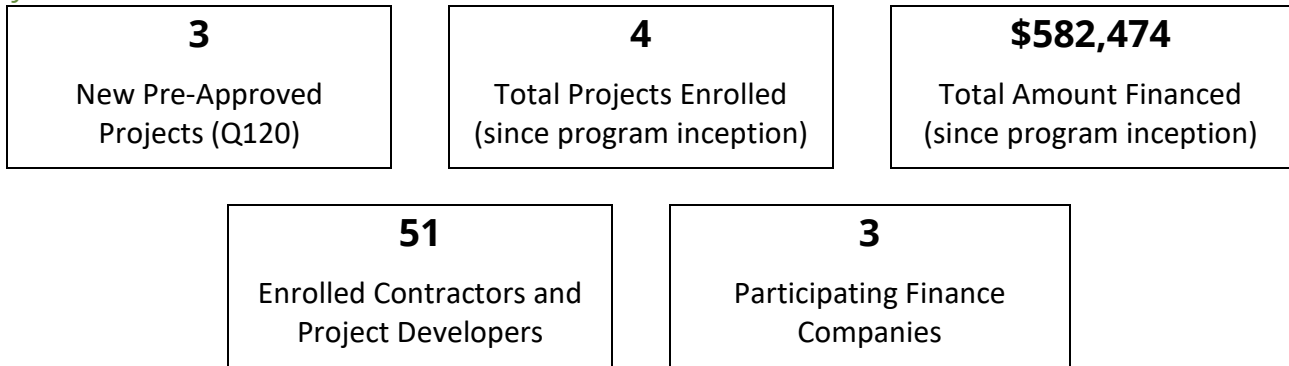 3
New Pre-Approved
Projects (Q120)
4
Total Projects Enrolled
(since program inception)
$582,474
Total Amount Financed
(since program inception)
51
Enrolled Contractors and
Project Developers
3
Participating Finance
Companies